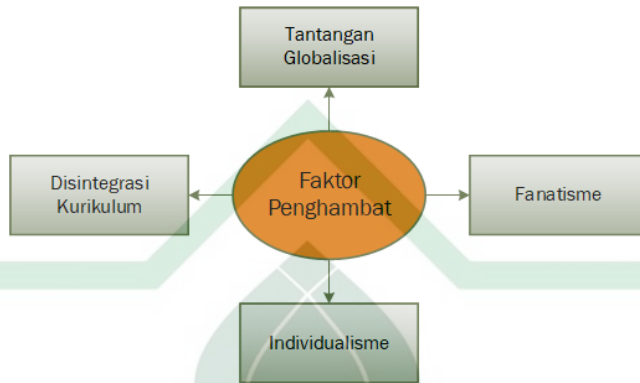 Tantangan
Globalisasi
Disintegrasi
Kurikulum
Faktor
Penghambat
Fanatisme
Individualisme